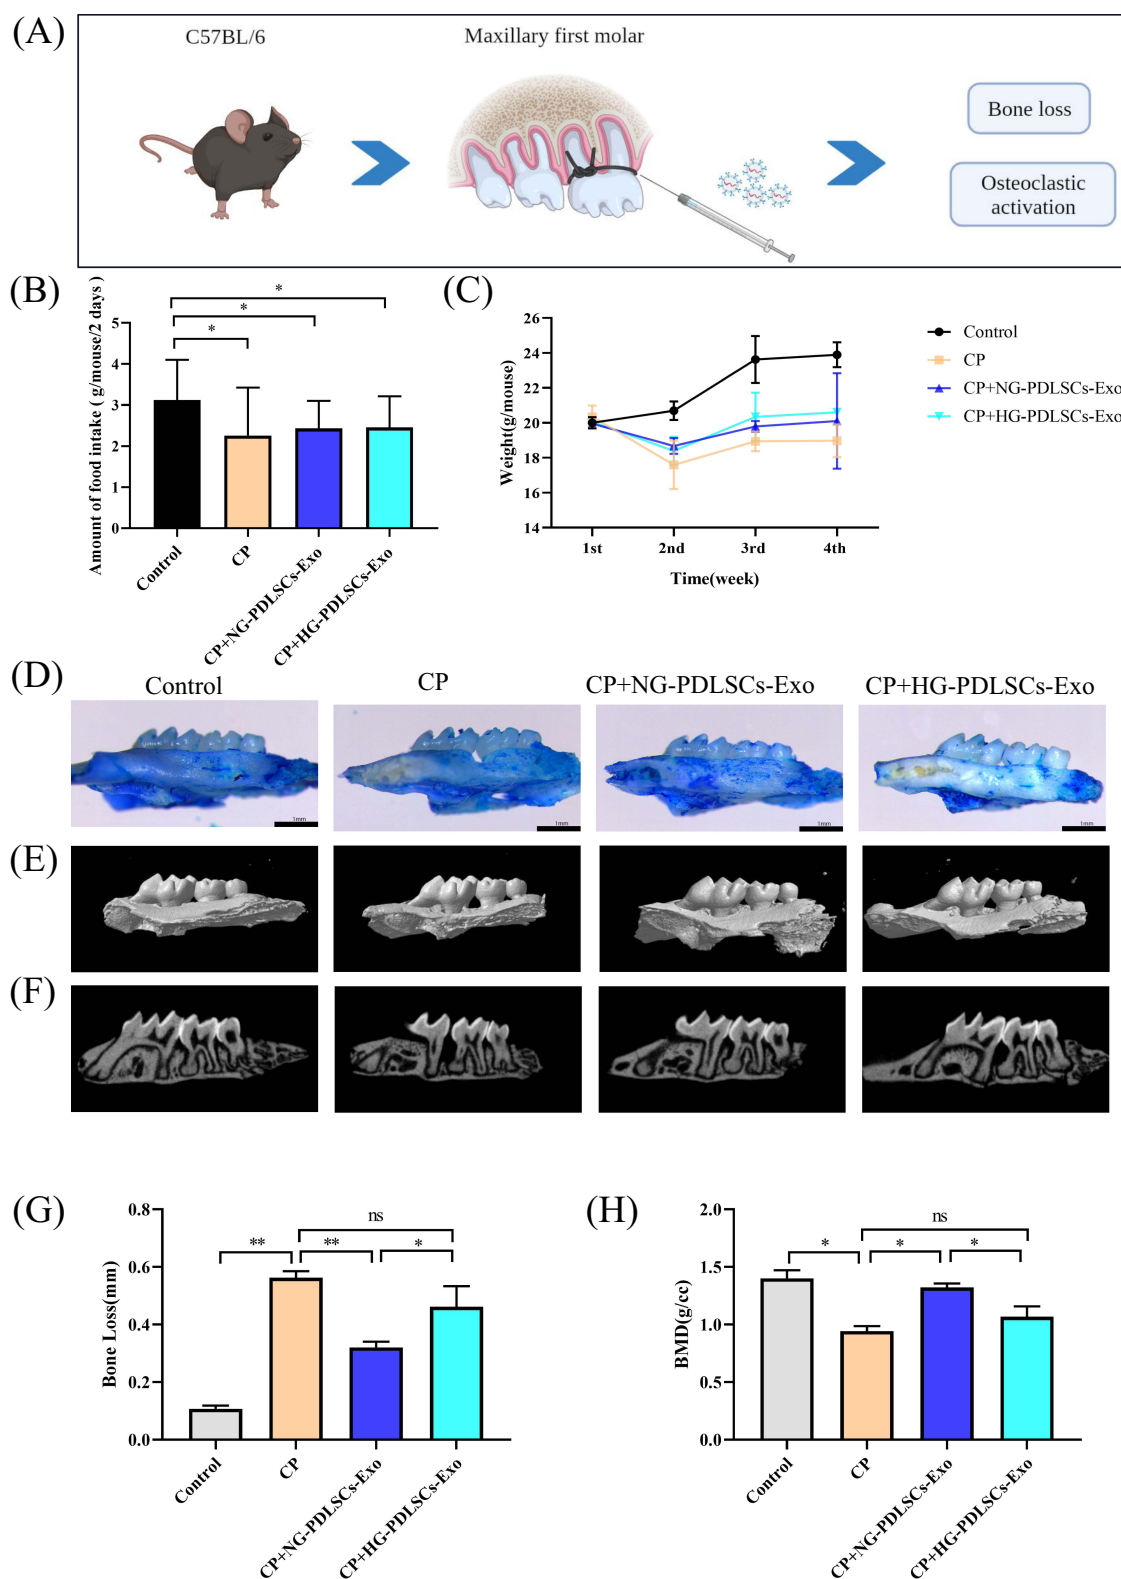 (A)
C57BL/6
Maxillary first molar
Bone loss
Osteoclastic
activation
(B)
Amount of food intake ( g/mouse/2 days )
5
4
3
2
1
0
*
*
*
Control
CP
CP+NG-PDLSCs-Exo
CP+HG-PDLSCs-Exo
(C)
Weight(g/mouse)
26
24
22
20
18
16
14
1st
2nd
3rd
4th
Time(week)
Control
CP
CP+NG-PDLSCs-Exo
CP+HG-PDLSCs-Exo
(D)
Control
CP
CP+NG-PDLSCs-Exo
CP+HG-PDLSCs-Exo
1mm
1mm
1mm
1mm
(E)
(F)
(G)
Bone Loss(mm)
0.8
0.6
0.4
0.2
0.0
ns
**
**
*
Control
CP
CP+NG-PDLSCs-Exo
CP+HG-PDLSCs-Exo
(H)
BMD(g/cc)
2.0
1.5
1.0
0.5
0.0
ns
*
*
*
Control
CP
CP+NG-PDLSCs-Exo
CP+HG-PDLSCs-Exo